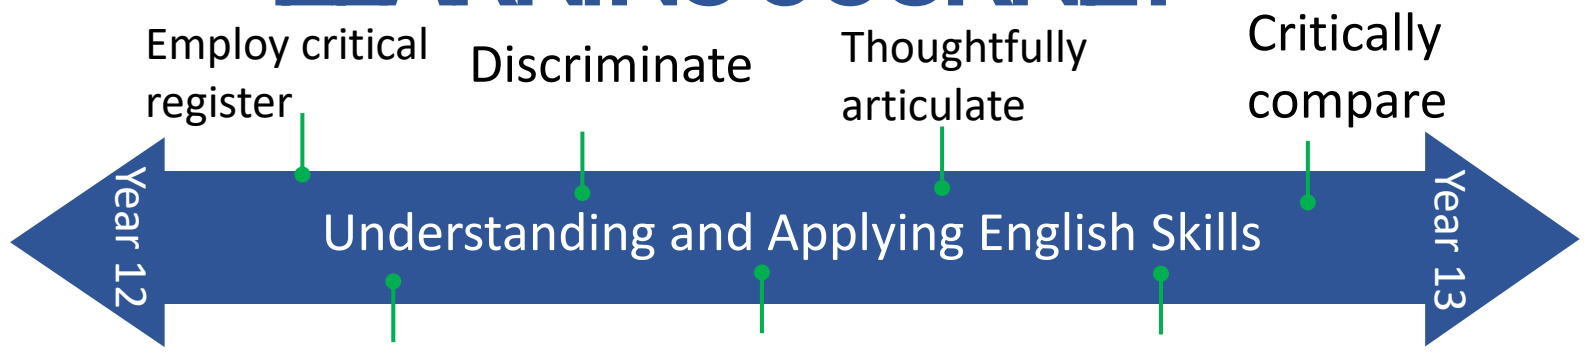 Employ critical
register
Discriminate
Thoughtfully
articulate
Critically
compare
Year 12
Understanding and Applying English Skills
Year 13